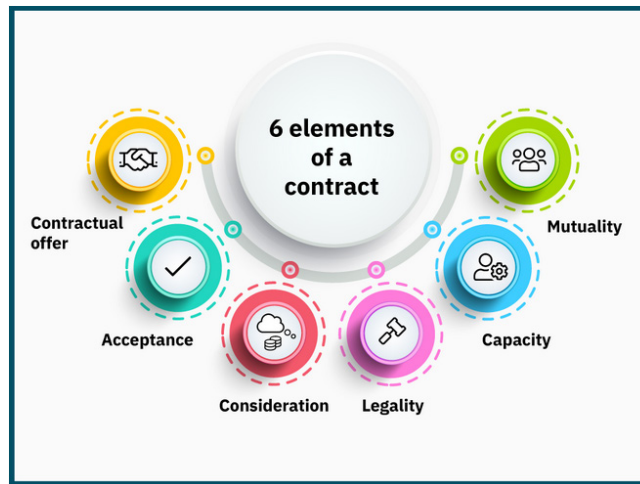 6 elements
of a
contract
Contractual
offer
Acceptance
Consideration
Legality
Capacity
Mutuality